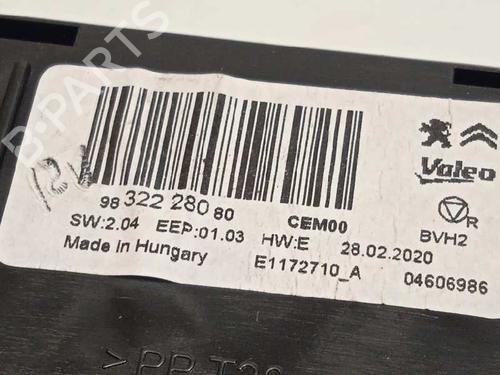 B-PARTS
Valeo
98 322 280 80
CEM00
R
SW:2.04 EEP:01.03 HW:E 28.02.2020 BVH2
Made in Hungary E1172710_A 04606986